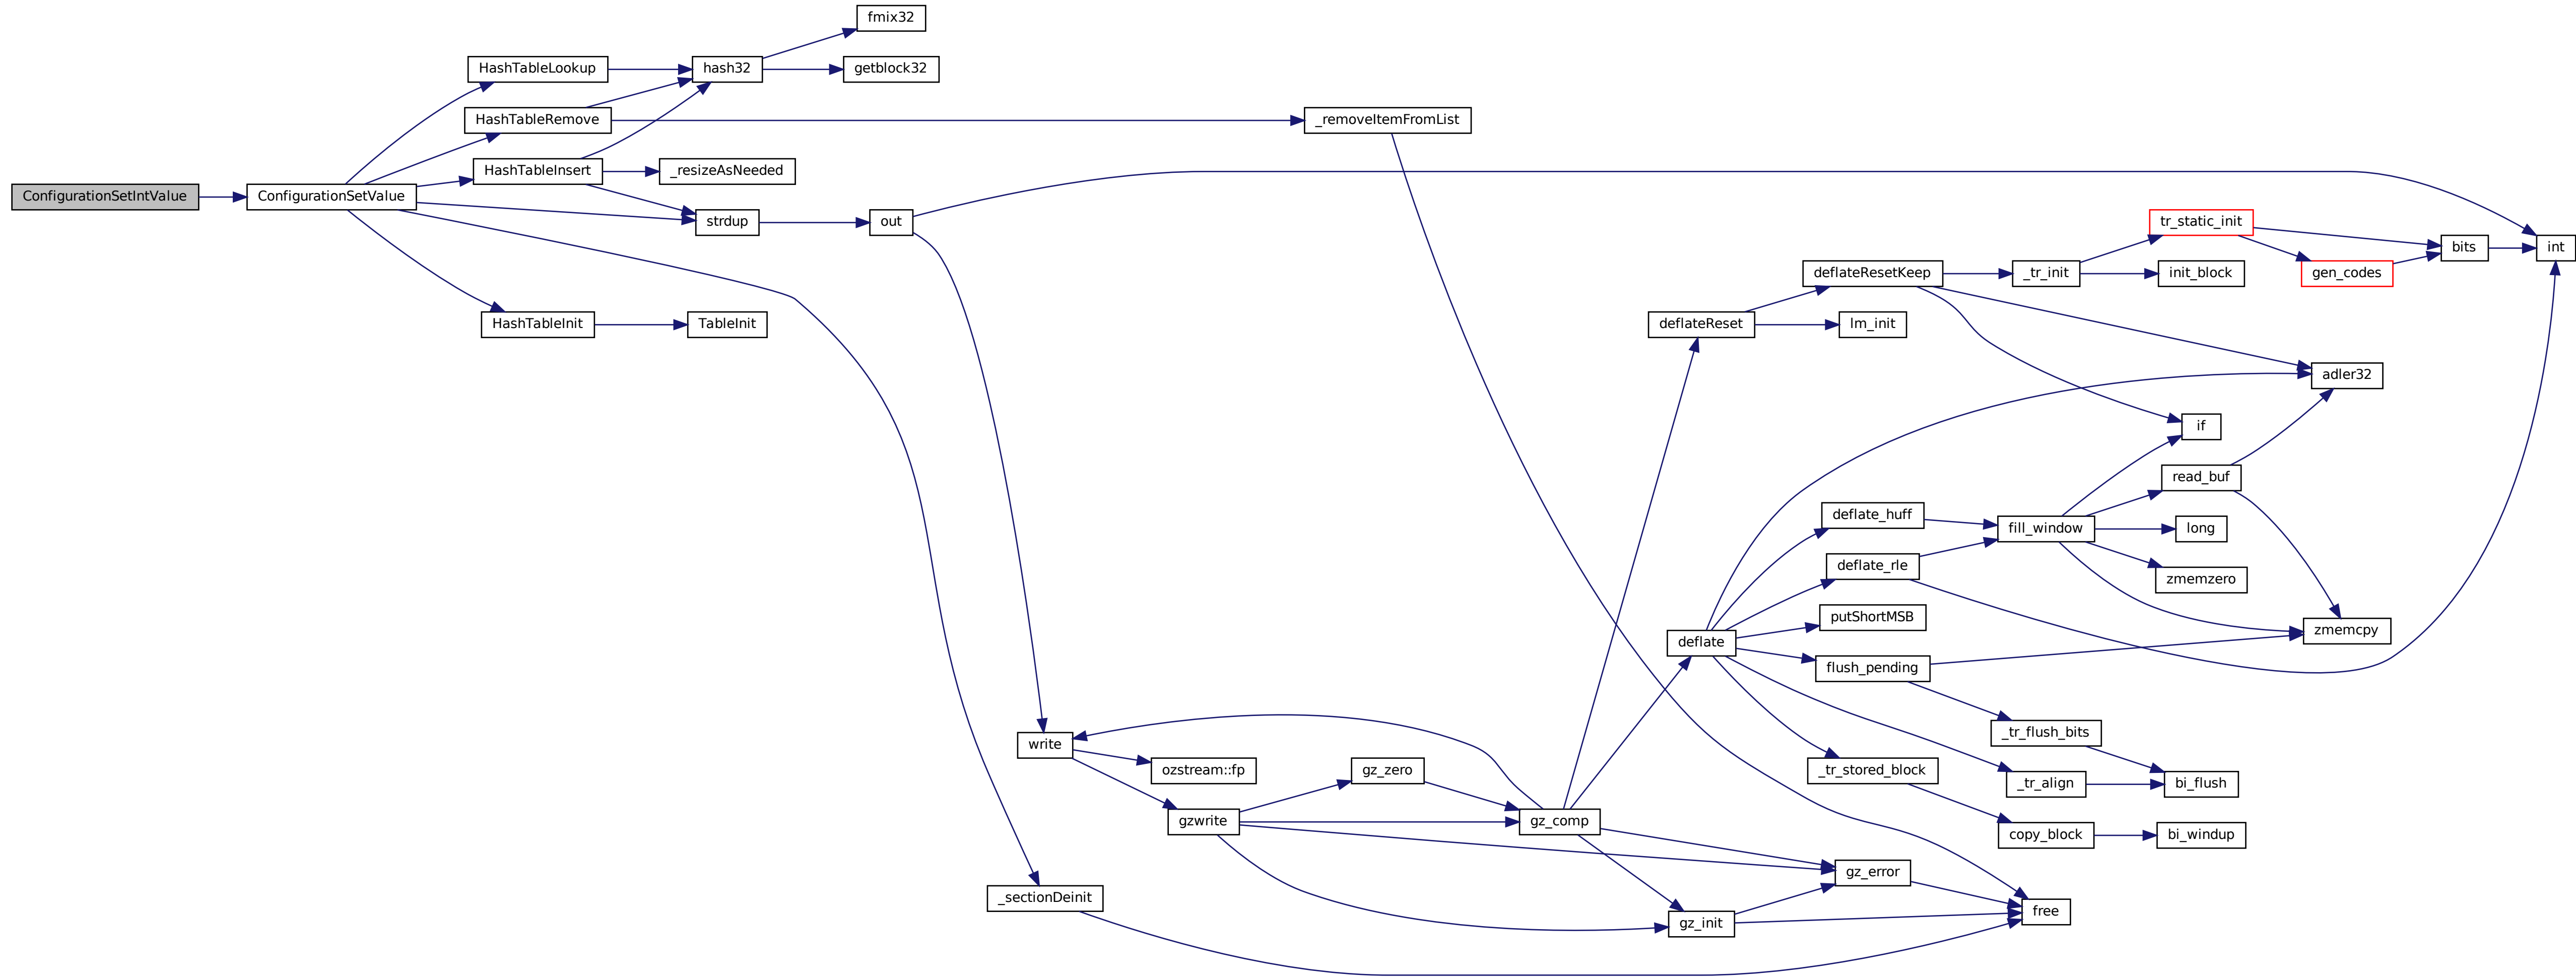 fmix32
HashTableLookup
hash32
getblock32
HashTableRemove
_removeItemFromList
HashTableInsert
_resizeAsNeeded
ConfigurationSetIntValue
ConfigurationSetValue
strdup
out
tr_static_init
bits
int
deflateResetKeep
_tr_init
init_block
gen_codes
HashTableInit
TableInit
deflateReset
lm_init
adler32
if
read_buf
deflate_huff
fill_window
long
deflate_rle
zmemzero
putShortMSB
zmemcpy
deflate
flush_pending
_tr_flush_bits
write
ozstream::fp
gz_zero
_tr_stored_block
_tr_align
bi_flush
gzwrite
gz_comp
copy_block
bi_windup
gz_error
_sectionDeinit
free
gz_init